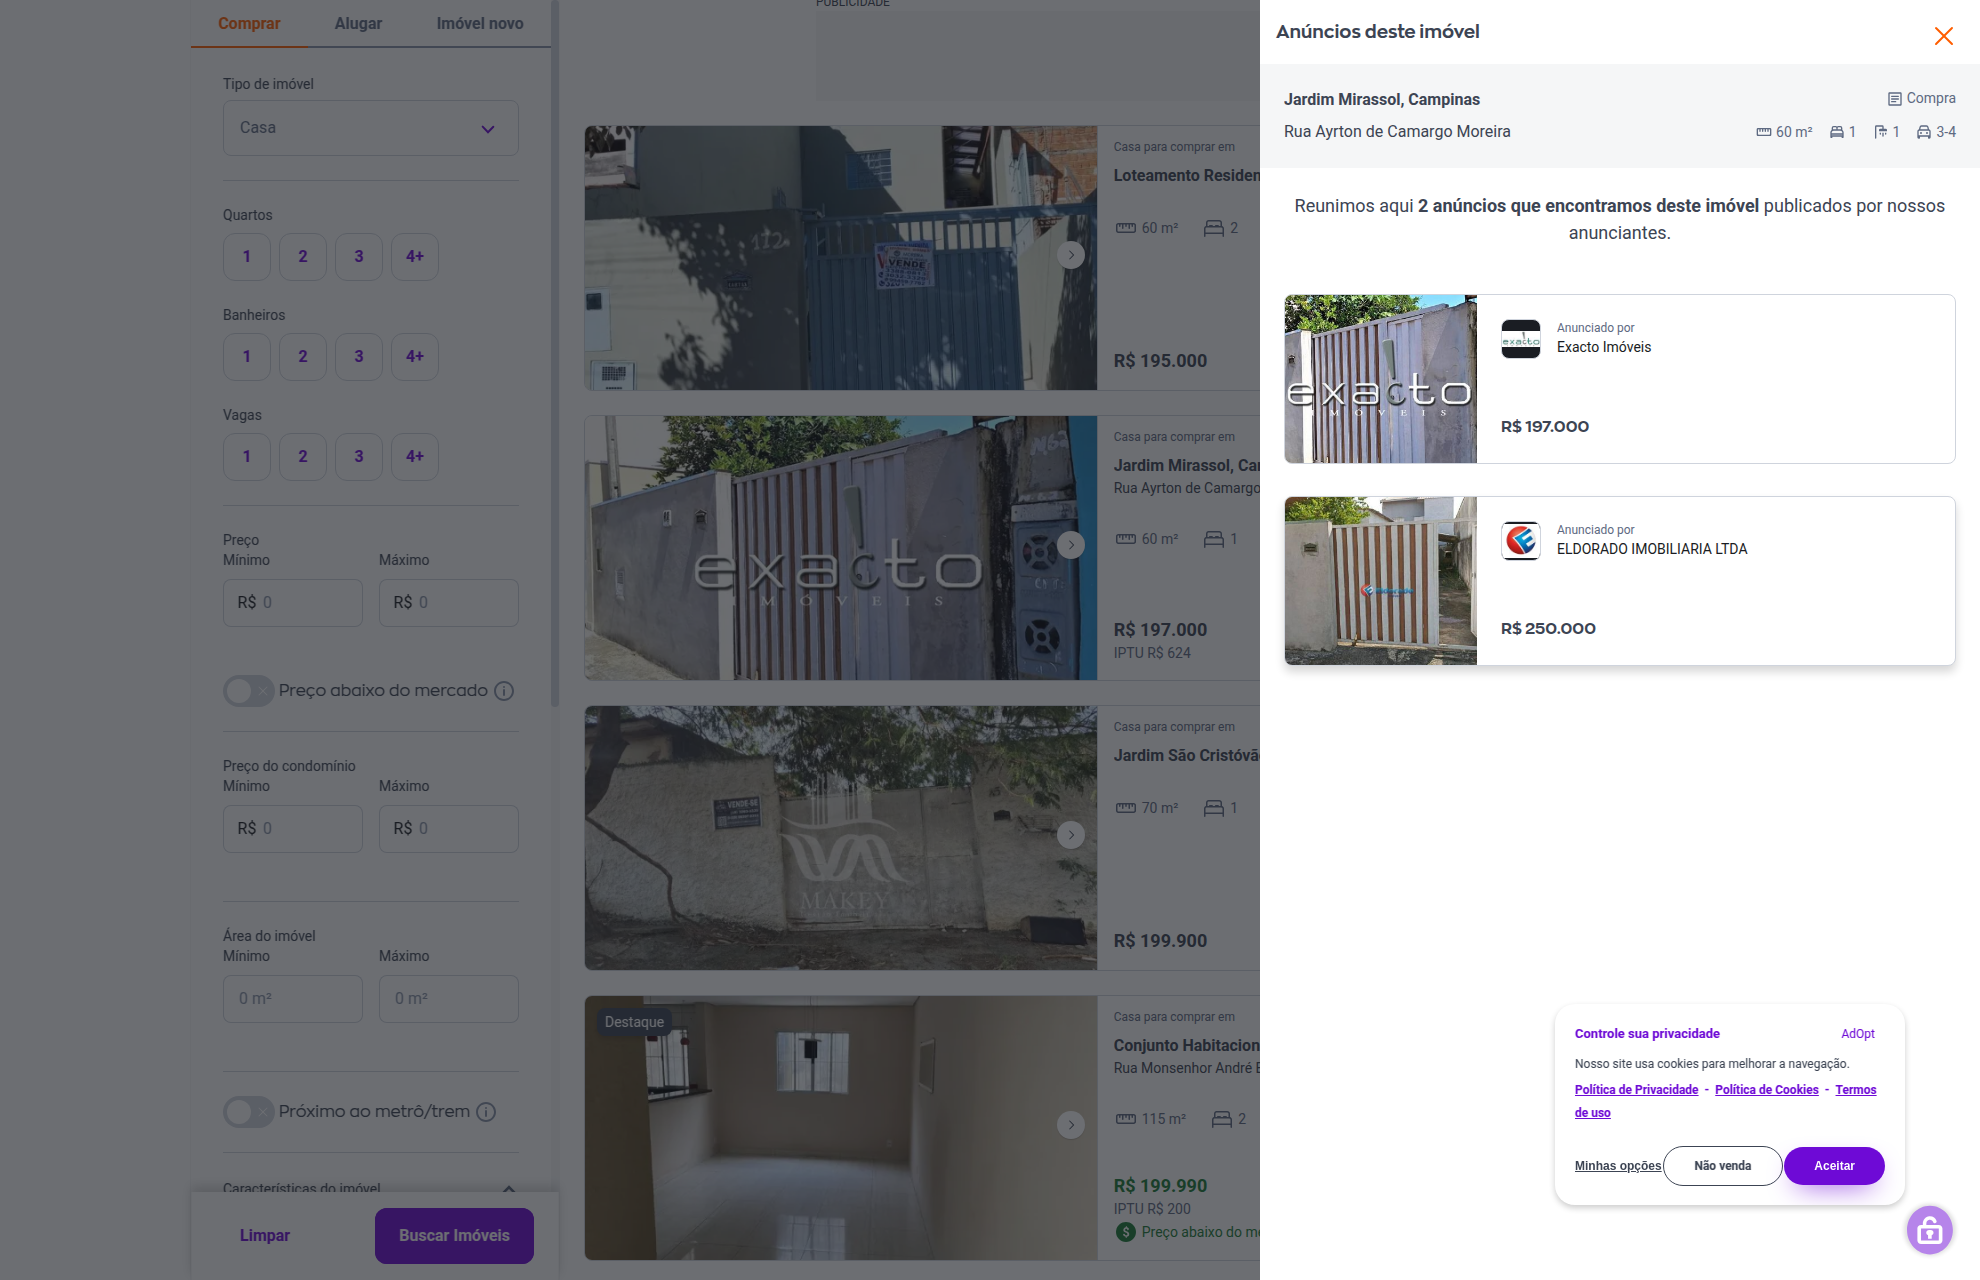 Comprar
Alugar
Imóvel novo
Tipo de imóvel
Casa
Quartos
1
2
3
4+
Banheiros
1
2
3
4+
Vagas
1
2
3
4+
Preço
Mínimo
Máximo
R$ 0
R$ 0
Preço abaixo do mercado
Preço do condomínio
Mínimo
Máximo
R$ 0
R$ 0
Área do imóvel
Mínimo
Máximo
0 m²
0 m²
Próximo ao metrô/trem
Características do imóvel
Limpar
Buscar Imóveis
PUBLICIDADE
112
VENDE
Casa para comprar em
Loteamento Residen
60 m²
2
R$ 195.000
exacto
IMÓVEIS
Casa para comprar em
Jardim Mirassol, Ca
Rua Ayrton de Camargo
60 m²
1
R$ 197.000
IPTU R$ 624
VENDE-SE
MAKEY
Casa para comprar em
Jardim São Cristóvã
70 m²
1
R$ 199.900
Destaque
Casa para comprar em
Conjunto Habitacion
Rua Monsenhor André
115 m²
2
R$ 199.990
IPTU R$ 200
Preço abaixo do me
Anúncios deste imóvel
Jardim Mirassol, Campinas
Compra
Rua Ayrton de Camargo Moreira
60 m²
1
1
3-4
Reunimos aqui 2 anúncios que encontramos deste imóvel publicados por nossos
anunciantes.
exacto
IMÓVEIS
exacto
Anunciado por
Exacto Imóveis
R$ 197.000
Anunciado por
ELDORADO IMOBILIARIA LTDA
R$ 250.000
Controle sua privacidade
AdOpt
Nosso site usa cookies para melhorar a navegação.
Política de Privacidade - Política de Cookies - Termos
de uso
Minhas opções
Não venda
Aceitar